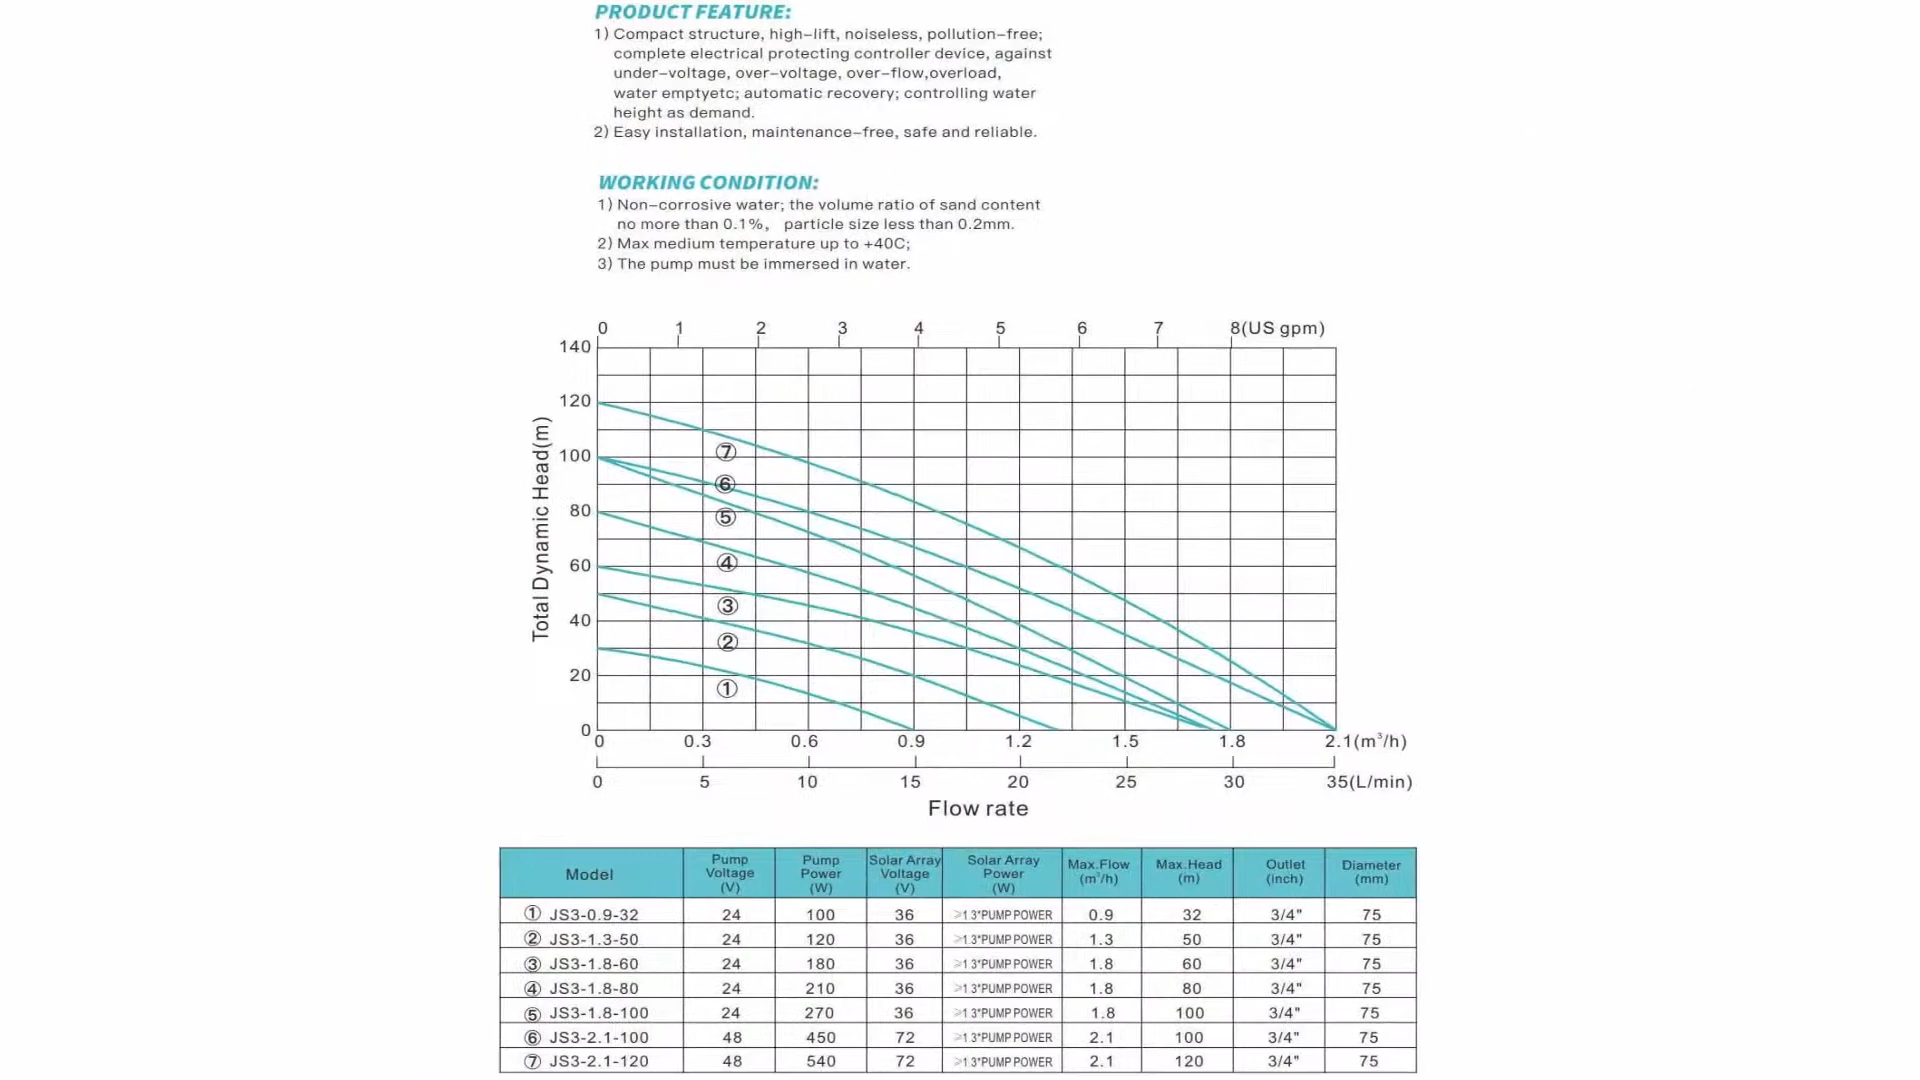 PRODUCT FEATURE:
1) Compact structure, high-lift, noiseless, pollution-free;
complete electrical protecting controller device, against
under-voltage, over-voltage, over-flow,overload,
water emptyetc; automatic recovery; controlling water
height as demand.
2) Easy installation, maintenance-free, safe and reliable.
WORKING CONDITION:
1) Non-corrosive water; the volume ratio of sand content
no more than 0.1%, particle size less than 0.2mm.
2) Max medium temperature up to +40C;
3) The pump must be immersed in water.
0 1 2 3 4 5 6 7 8(US gpm)
140
120
100
80
60
40
20
0
Total Dynamic Head(m)
⑦
⑥
⑤
④
③
②
①
0 0.3 0.6 0.9 1.2 1.5 1.8 2.1(m³/h)
0 5 10 15 20 25 30 35(L/min)
Flow rate
Model Pump Voltage (V) Pump Power (W) Solar Array Voltage (V) Solar Array Power (W) Max.Flow (m³/h) Max.Head (m) Outlet (inch) Diameter (mm)
① JS3-0.9-32 24 100 36 ≥1.3*PUMP POWER 0.9 32 3/4" 75
② JS3-1.3-50 24 120 36 ≥1.3*PUMP POWER 1.3 50 3/4" 75
③ JS3-1.8-60 24 180 36 ≥1.3*PUMP POWER 1.8 60 3/4" 75
④ JS3-1.8-80 24 210 36 ≥1.3*PUMP POWER 1.8 80 3/4" 75
⑤ JS3-1.8-100 24 270 36 ≥1.3*PUMP POWER 1.8 100 3/4" 75
⑥ JS3-2.1-100 48 450 72 ≥1.3*PUMP POWER 2.1 100 3/4" 75
⑦ JS3-2.1-120 48 540 72 ≥1.3*PUMP POWER 2.1 120 3/4" 75